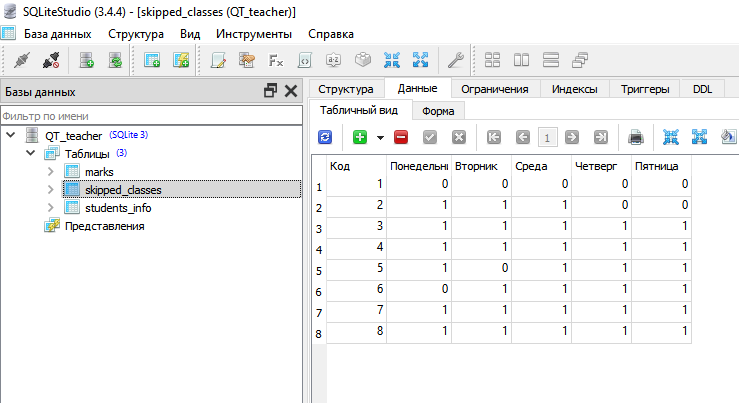 SQLiteStudio (3.4.4) - [skipped_classes (QT_teacher)]
База данных Структура Вид Инструменты Справка
Базы данных
Фильтр по имени
QT_teacher (SQLite 3)
Таблицы (3)
marks
skipped_classes
students_info
Представления
Структура Данные Ограничения Индексы Триггеры DDL
Табличный вид Форма
1
Код Понедельни Вторник Среда Четверг Пятница
1 1 0 0 0 0 0
2 2 1 1 1 0 0
3 3 1 1 1 1 1
4 4 1 1 1 1 1
5 5 1 0 1 1 1
6 6 0 1 1 1 1
7 7 1 1 1 1 1
8 8 1 1 1 1 1